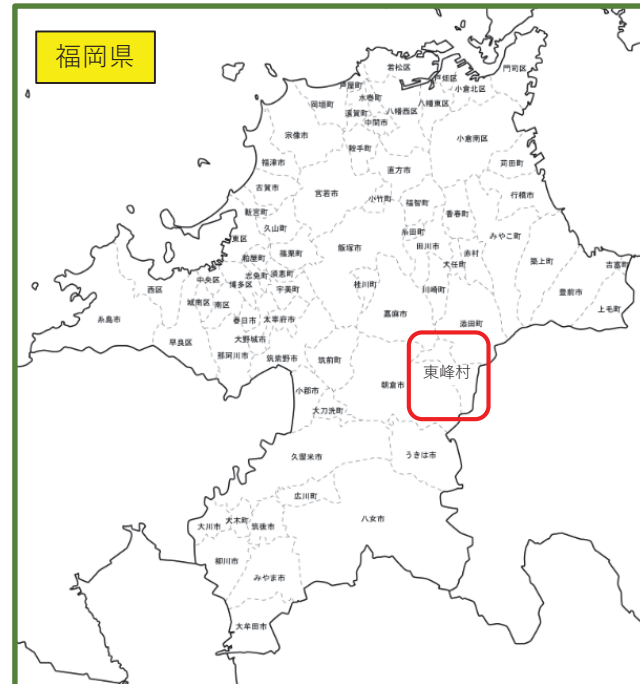 福岡県
若松区
門司区
戸畑区
芦屋町
水巻町
小倉北区
岡垣町
遠賀町
八幡西区
八幡東区
中間市
宗像市
小倉南区
鞍手町
福津市
直方市
苅田町
古賀市
宮若市
小竹町
福智町
行橋市
新宮町
香春町
久山町
糸田町
みやこ町
東区
飯塚市
田川市
粕屋町
篠栗町
赤村
築上町
吉富町
志免町
須恵町
大任町
中央区
博多区
宇美町
桂川町
川崎町
西区
豊前市
城南区
南区
上毛町
糸島市
春日市
太宰府市
嘉麻市
添田町
早良区
大野城市
那珂川市
筑紫野市
筑前町
東峰村
朝倉市
小郡市
大刀洗町
久留米市
うきは市
広川町
大川市
大木町
筑後市
八女市
柳川市
みやま市
大牟田市